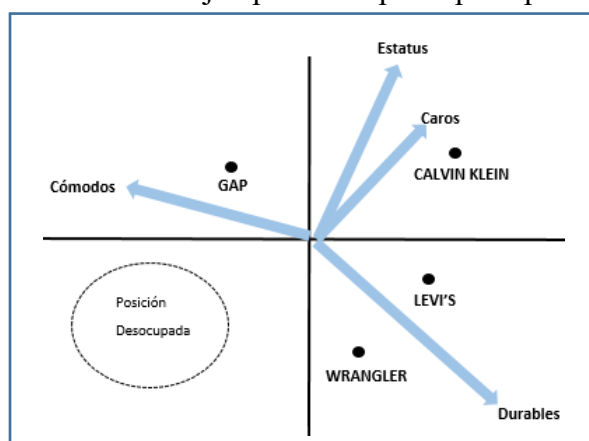 Estatus
Caros
CALVIN KLEIN
GAP
Cómodos
LEVI'S
Posición
Desocupada
WRANGLER
Durables